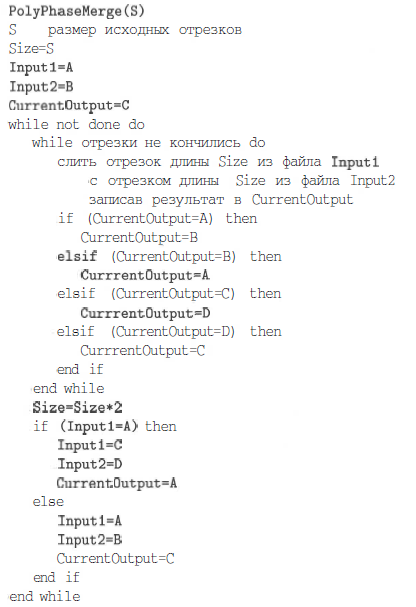 PolyPhaseMerge(S)
S    размер исходных отрезков
Size=S
Input1=A
Input2=B
CurrentOutput=C
while not done do
   while отрезки не кончились do
      слить отрезок длины Size из файла Input1
          с отрезком длины  Size из файла Input2
          записав результат в CurrentOutput
      if (CurrentOutput=A) then
         CurrentOutput=B
      elsif (CurrentOutput=B) then
         CurrrentOutput=A
      elsif (CurrentOutput=C) then
         CurrrentOutput=D
      elsif (CurrentOutput=D) then
         CurrrentOutput=C
      end if
   end while
   Size=Size*2
   if (Input1=A) then
      Input1=C
      Input2=D
      CurrentOutput=A
   else
      Input1=A
      Input2=B
      CurrentOutput=C
   end if
end while